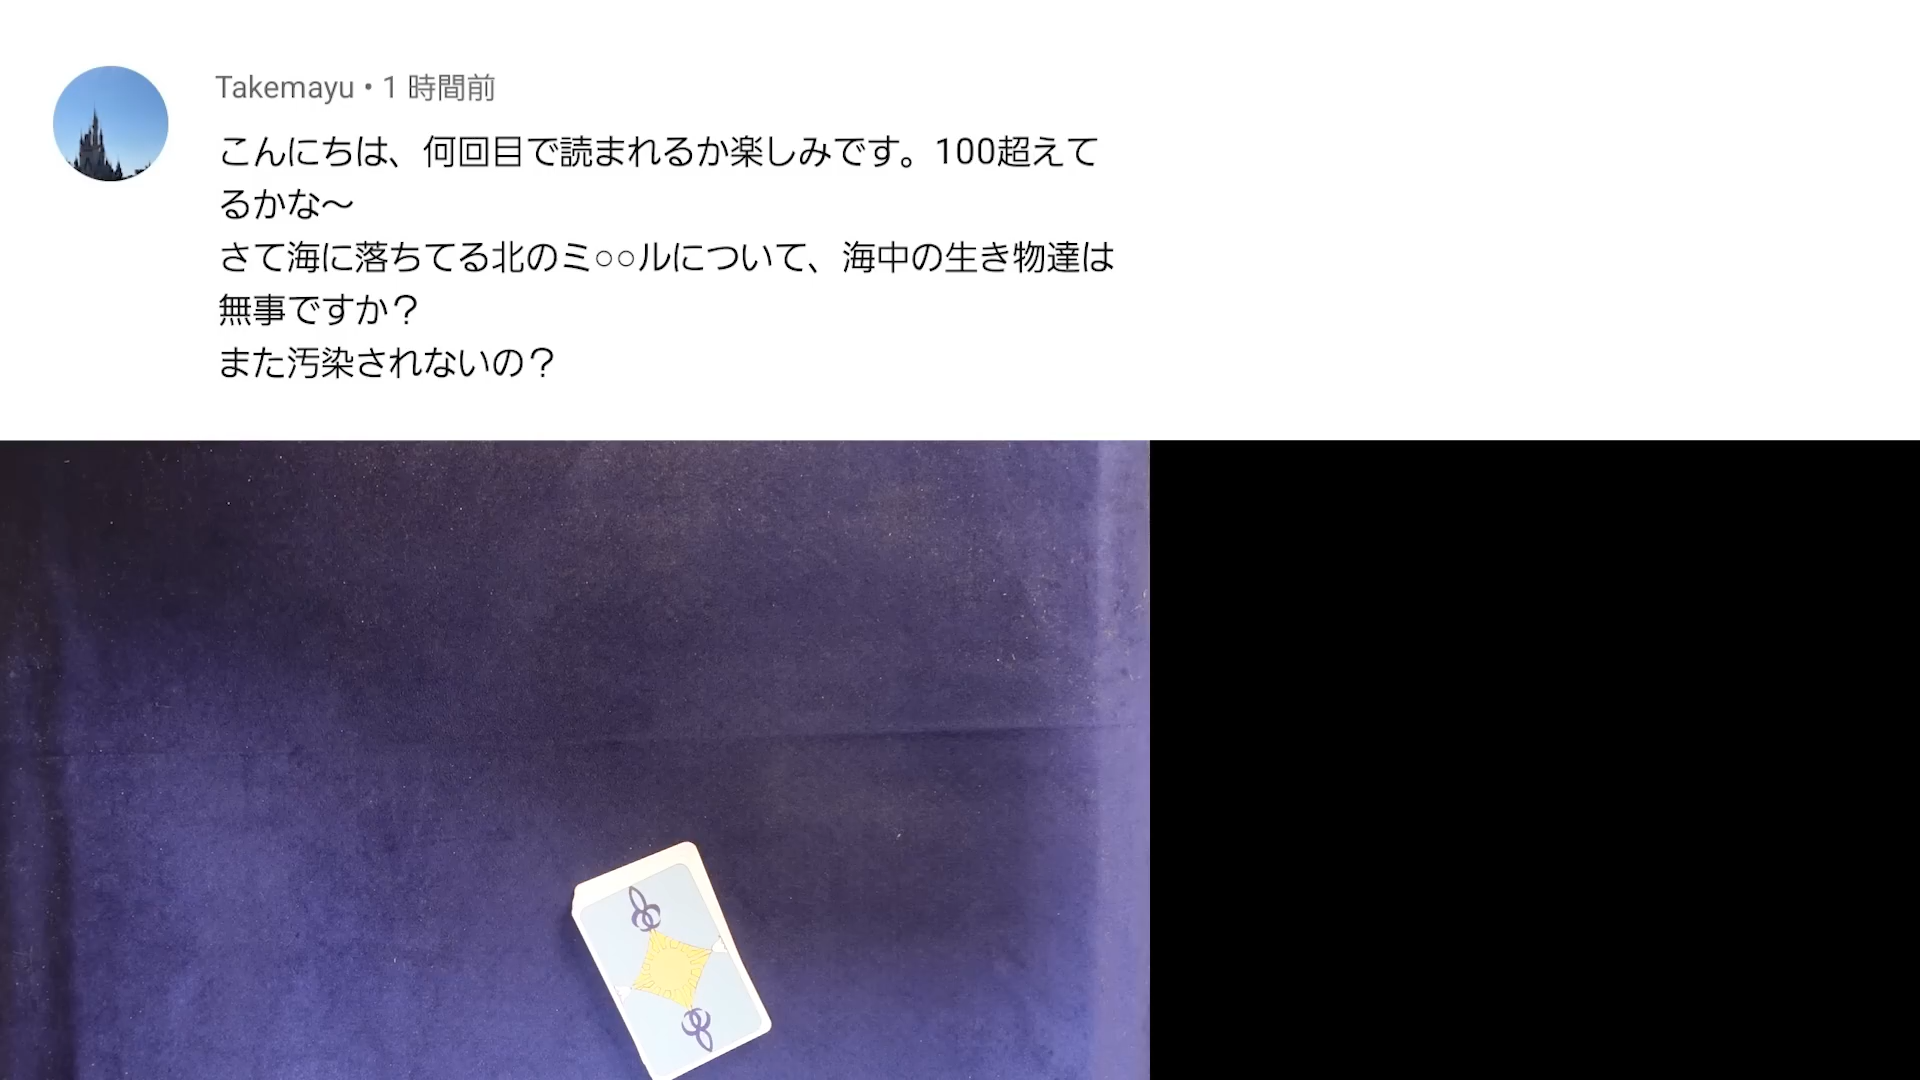 Takemayu • 1 時間前
こんにちは、何回目で読まれるか楽しみです。100超えて
るかな〜
さて海に落ちてる北のミ○○ルについて、海中の生き物達は
無事ですか？
また汚染されないの？